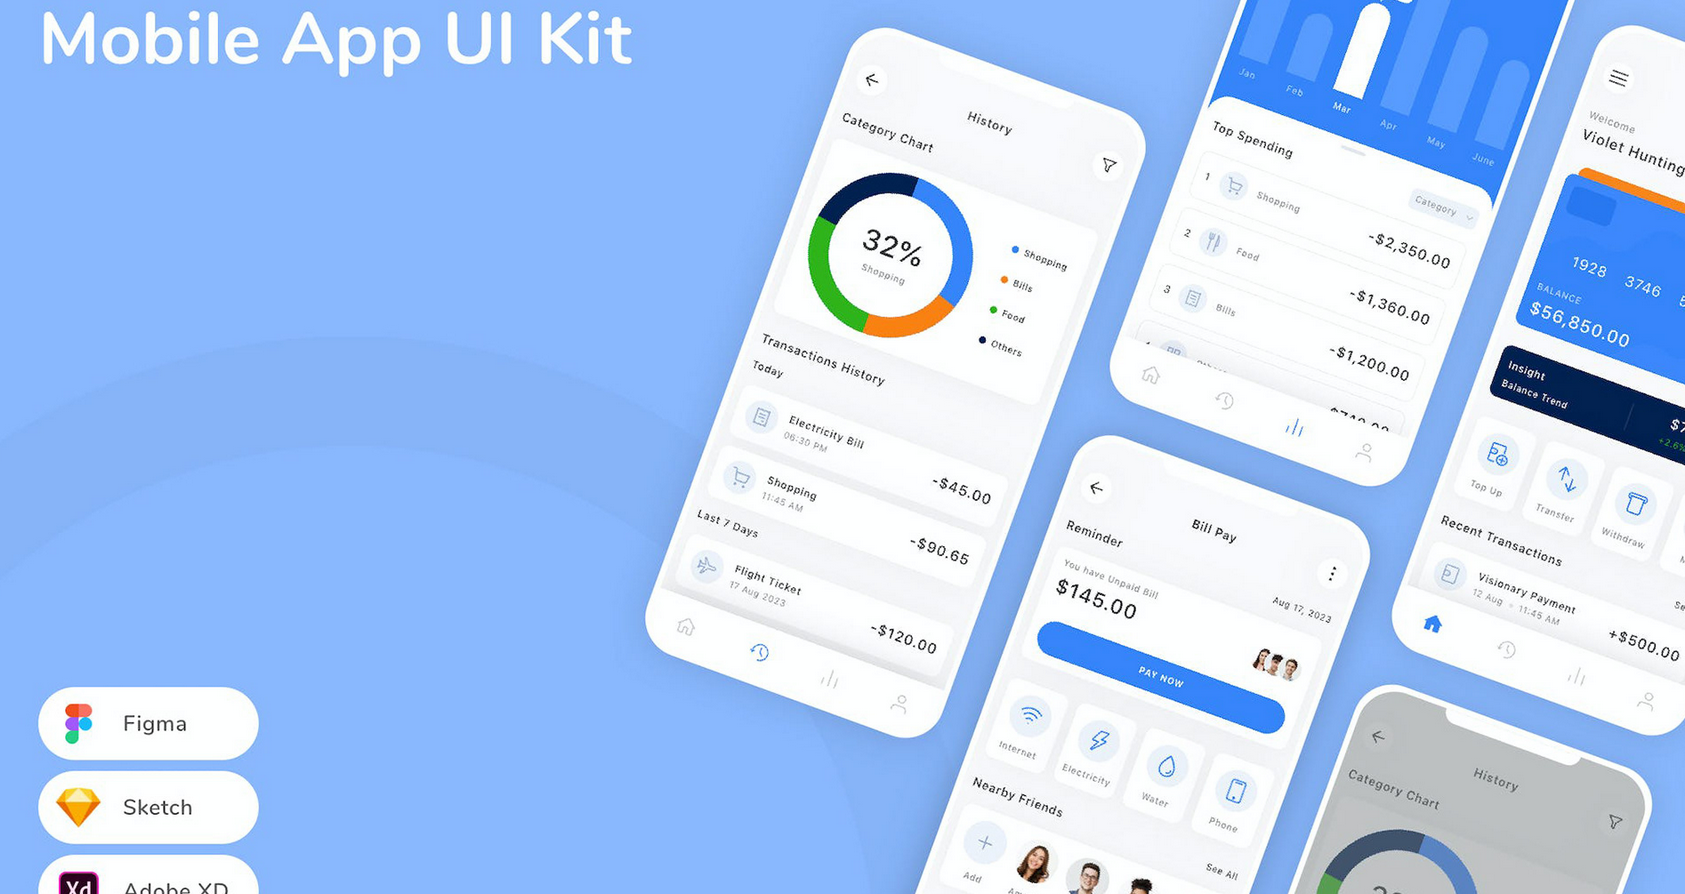 Mobile App UI Kit
Figma
Sketch
Adobe XD
Xd
History
Category Chart
32%
Shopping
Shopping
Bills
Food
Others
Transactions History
Today
Electricity Bill
06:30 PM
-$45.00
Shopping
11:45 AM
-$90.65
Last 7 Days
Flight Ticket
17 Aug 2023
-$120.00
Jan
Feb
Mar
Apr
May
June
Top Spending
Category
1
Shopping
-$2,350.00
2
Food
-$1,360.00
3
Bills
-$1,200.00
Bill Pay
Reminder
You have Unpaid Bill
$145.00
Aug 17, 2023
PAY NOW
Internet
Electricity
Water
Phone
Nearby Friends
See All
Add
Welcome
Violet Hunting
1928 3746
BALANCE
$56,850.00
Insight
Balance Trend
+2.6%
Top Up
Transfer
Withdraw
Recent Transactions
Visionary Payment
12 Aug 11:45 AM
+$500.00
History
Category Chart